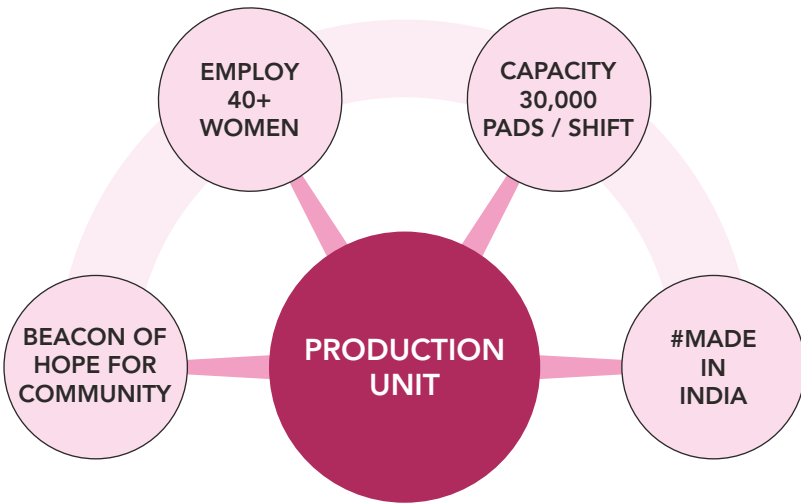 EMPLOY
40+
WOMEN
CAPACITY
30,000
PADS / SHIFT
BEACON OF
HOPE FOR
COMMUNITY
PRODUCTION
UNIT
#MADE
IN
INDIA